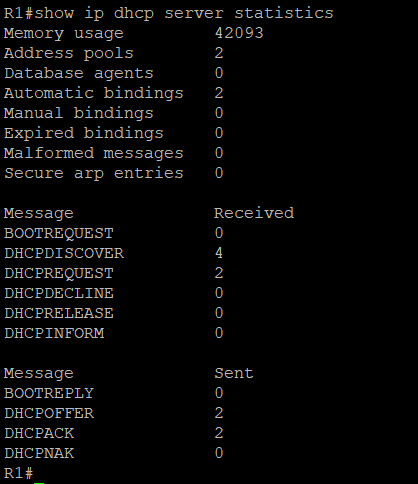 R1#show ip dhcp server statistics
Memory usage 42093
Address pools 2
Database agents 0
Automatic bindings 2
Manual bindings 0
Expired bindings 0
Malformed messages 0
Secure arp entries 0
Message Received
BOOTREQUEST 0
DHCPDISCOVER 4
DHCPREQUEST 2
DHCPDECLINE 0
DHCPRELEASE 0
DHCPINFORM 0
Message Sent
BOOTREPLY 0
DHCPOFFER 2
DHCPACK 2
DHCPNAK 0
R1#